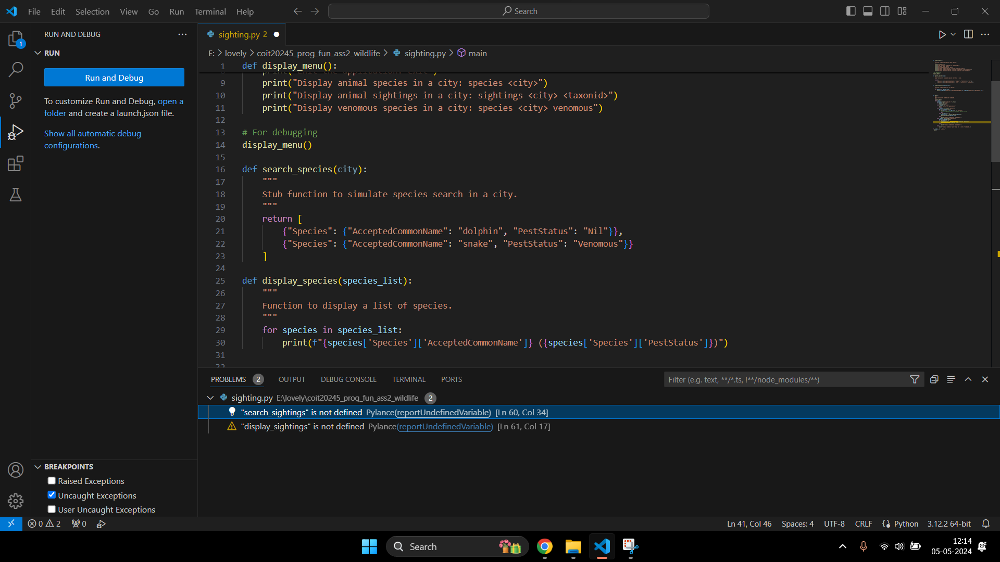 File Edit Selection View Go Run Terminal Help
Search
RUN AND DEBUG
sighting.py 2
1
RUN
E: > lovely > coit20245_prog_fun_ass2_wildlife > sighting.py > main
1 def display_menu():
Run and Debug
9 print("Display animal species in a city: species <city>")
10 print("Display animal sightings in a city: sightings <city> <taxonid>")
11 print("Display venomous species in a city: species <city> venomous")
12
13 # For debugging
14 display_menu()
15
16 def search_species(city):
17 """
18 Stub function to simulate species search in a city.
19 """
20 return [
21 {"Species": {"AcceptedCommonName": "dolphin", "PestStatus": "Nil"}},
22 {"Species": {"AcceptedCommonName": "snake", "PestStatus": "Venomous"}}
23 ]
24
25 def display_species(species_list):
26 """
27 Function to display a list of species.
28 """
29 for species in species_list:
30 print(f"{species['Species']['AcceptedCommonName']} ({species['Species']['PestStatus']})")
31
32
To customize Run and Debug, open a
folder and create a launch.json file.
Show all automatic debug
configurations.
PROBLEMS 2 OUTPUT DEBUG CONSOLE TERMINAL PORTS
Filter (e.g. text, **/*.ts, !**/node_modules/**)
sighting.py E:\lovely\coit20245_prog_fun_ass2_wildlife 2
"search_sightings" is not defined Pylance(reportUndefinedVariable) [Ln 60, Col 34]
"display_sightings" is not defined Pylance(reportUndefinedVariable) [Ln 61, Col 17]
BREAKPOINTS
Raised Exceptions
Uncaught Exceptions
User Uncaught Exceptions
0 2 0
Ln 41, Col 46 Spaces: 4 UTF-8 CRLF Python 3.12.2 64-bit
Search
12:14
05-05-2024